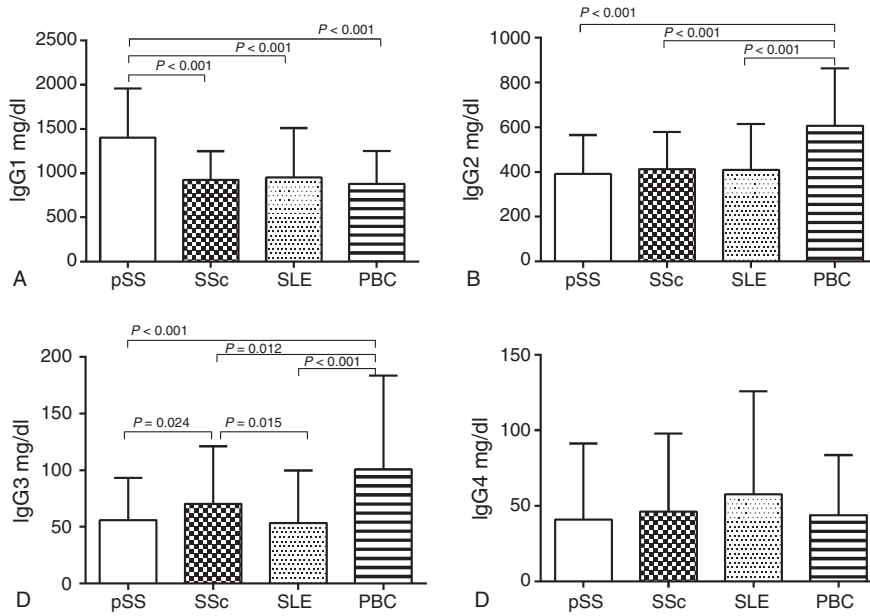 P < 0.001
P < 0.001
P < 0.001
2500
2000
1500
1000
500
0
IgG1 mg/dl
pSS SSc SLE PBC
A
P < 0.001
P < 0.001
P < 0.001
1000
800
600
400
200
0
IgG2 mg/dl
pSS SSc SLE PBC
B
P < 0.001
P = 0.012
P < 0.001
P = 0.024 P = 0.015
200
150
100
50
0
IgG3 mg/dl
pSS SSc SLE PBC
D
150
100
50
0
IgG4 mg/dl
pSS SSc SLE PBC
D